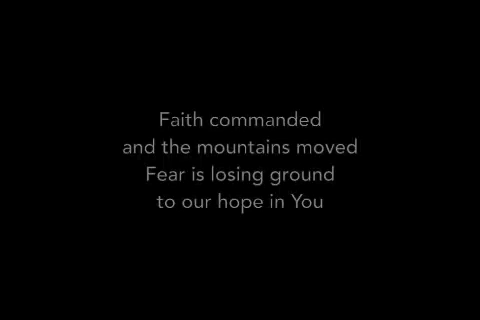 Faith commanded
and the mountains moved
Fear is losing ground
to our hope in You